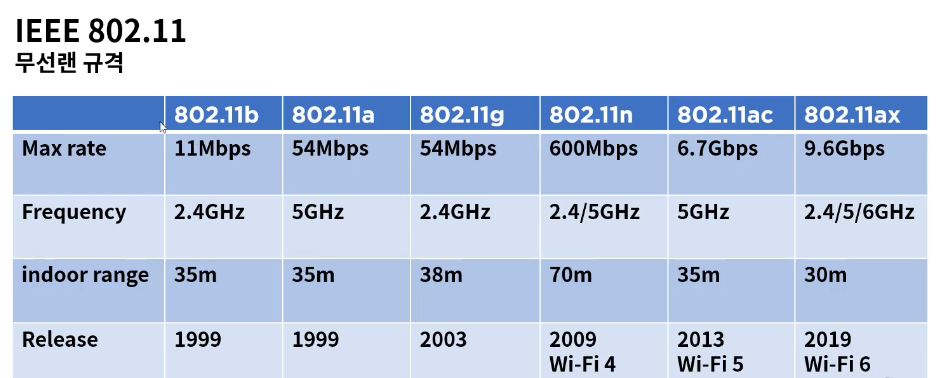 IEEE 802.11
무선랜 규격
802.11b 802.11a 802.11g 802.11n 802.11ac 802.11ax
Max rate 11Mbps 54Mbps 54Mbps 600Mbps 6.7Gbps 9.6Gbps
Frequency 2.4GHz 5GHz 2.4GHz 2.4/5GHz 5GHz 2.4/5/6GHz
indoor range 35m 35m 38m 70m 35m 30m
Release 1999 1999 2003 2009 2013 2019
Wi-Fi 4 Wi-Fi 5 Wi-Fi 6